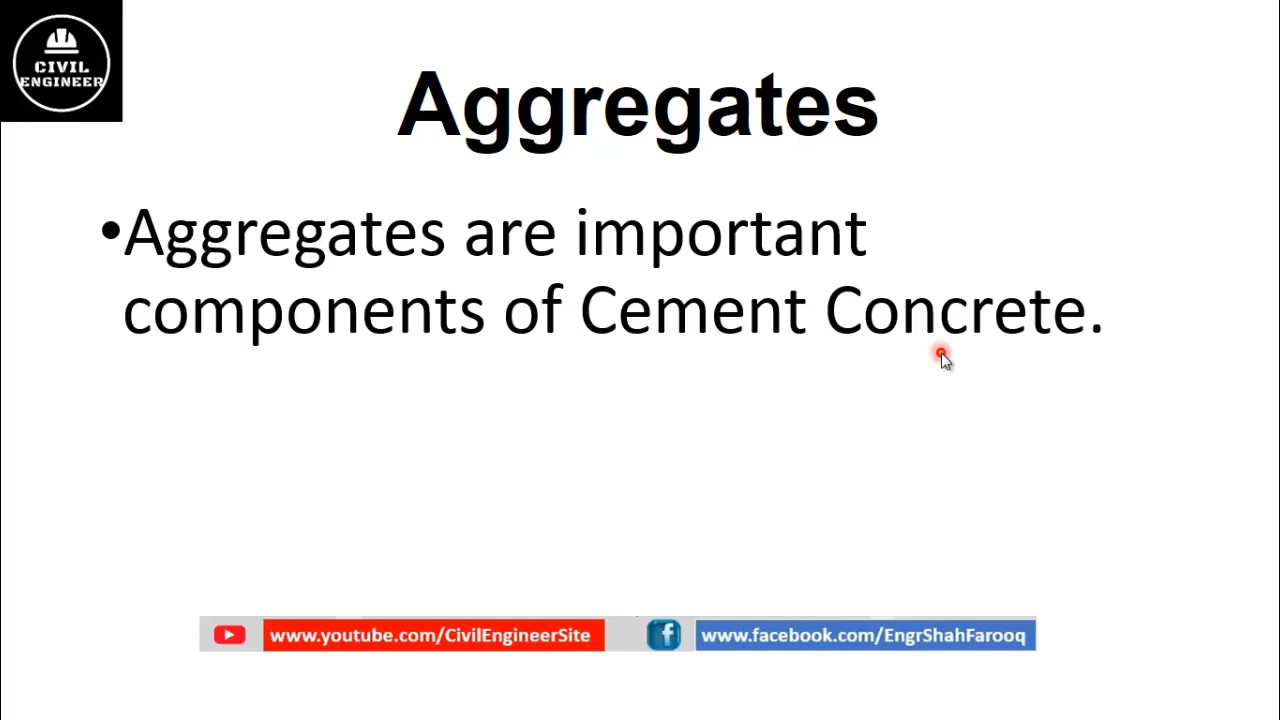 CIVIL
ENGINEER
Aggregates
•Aggregates are important
components of Cement Concrete.
www.youtube.com/CivilEngineerSite
www.facebook.com/EngrShahFarooq